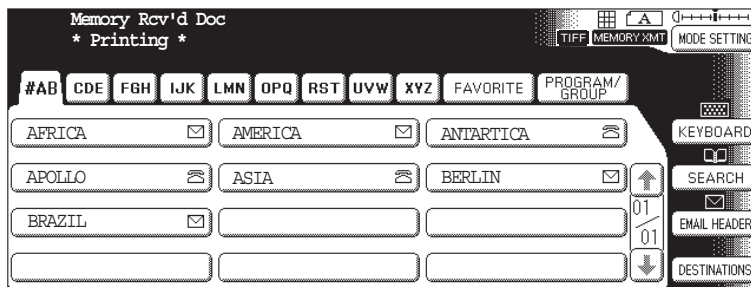 Memory Rcv'd Doc
* Printing *
A
TIFF MEMORY XMT MODE SETTING
#AB CDE FGH IJK LMN OPQ RST UVW XYZ FAVORITE PROGRAM/
GROUP
AFRICA AMERICA ANTARTICA KEYBOARD
APOLLO ASIA BERLIN SEARCH
BRAZIL 01
/ 01 EMAIL HEADER
DESTINATIONS